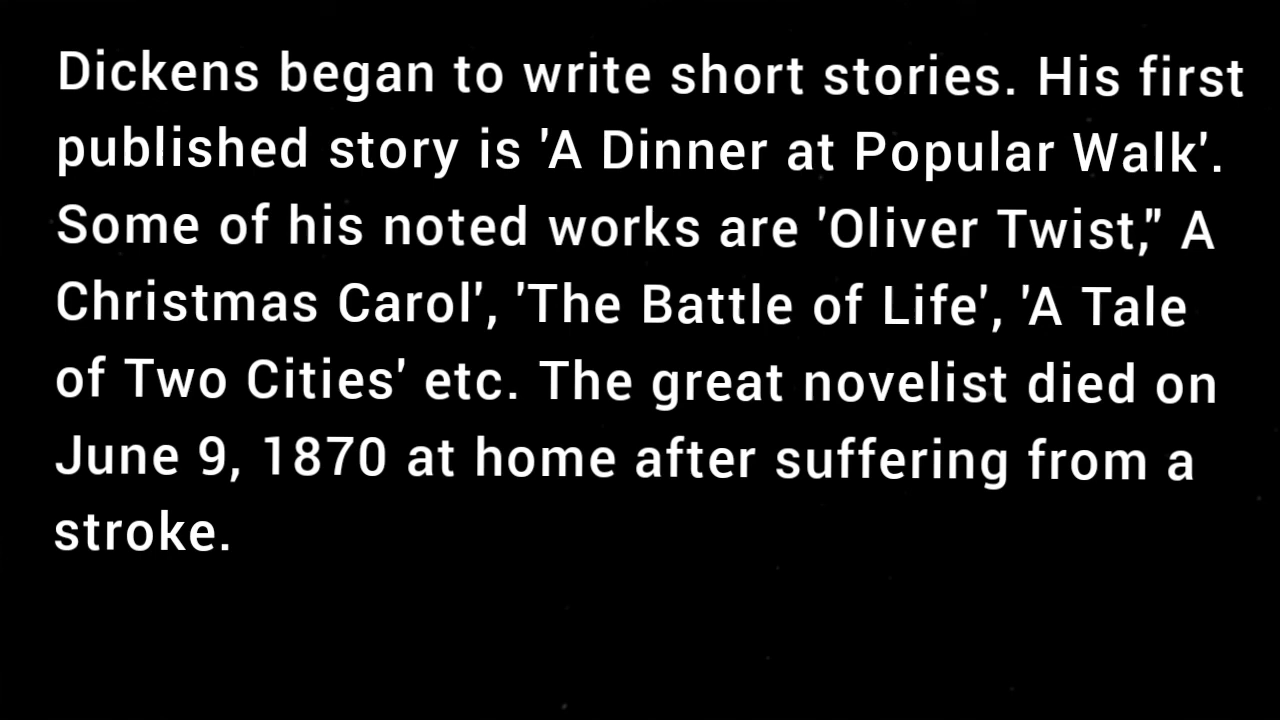 Dickens began to write short stories. His first
published story is 'A Dinner at Popular Walk'.
Some of his noted works are 'Oliver Twist,'' A
Christmas Carol', 'The Battle of Life', 'A Tale
of Two Cities' etc. The great novelist died on
June 9, 1870 at home after suffering from a
stroke.